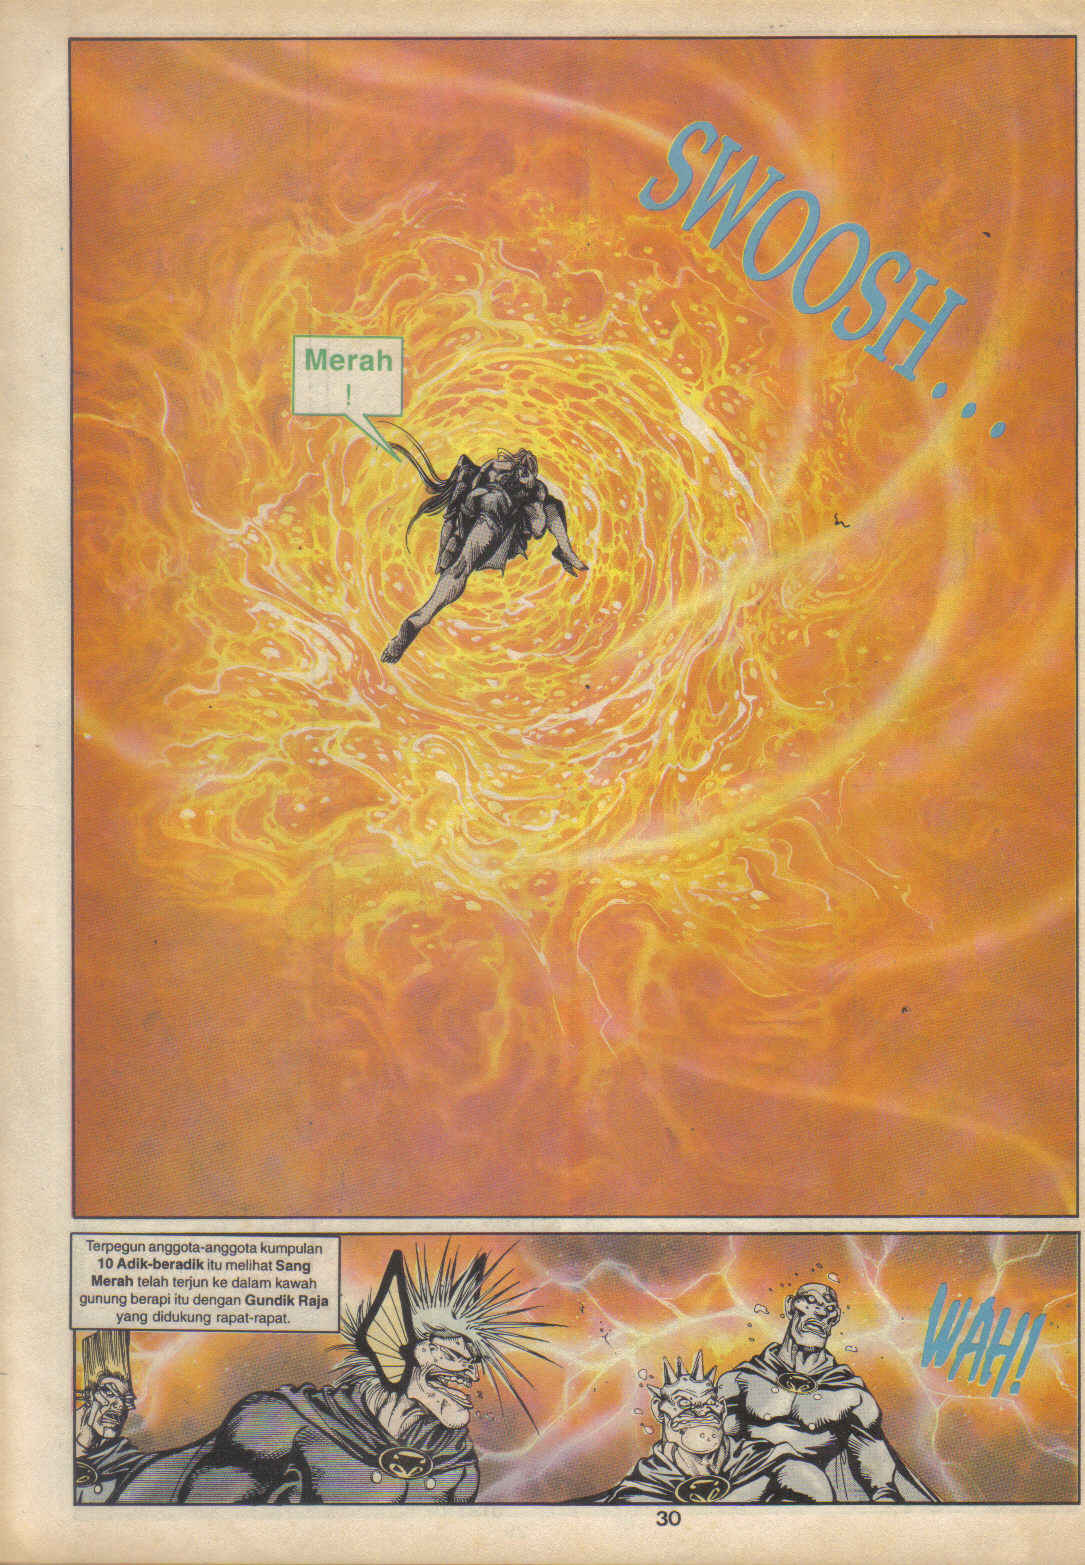 SWOOSH...
Merah
!
Terpegun anggota-anggota kumpulan
10 Adik-beradik itu melihat Sang
Merah telah terjun ke dalam kawah
gunung berapi itu dengan Gundik Raja
yang didukung rapat-rapat.
WAH!
30